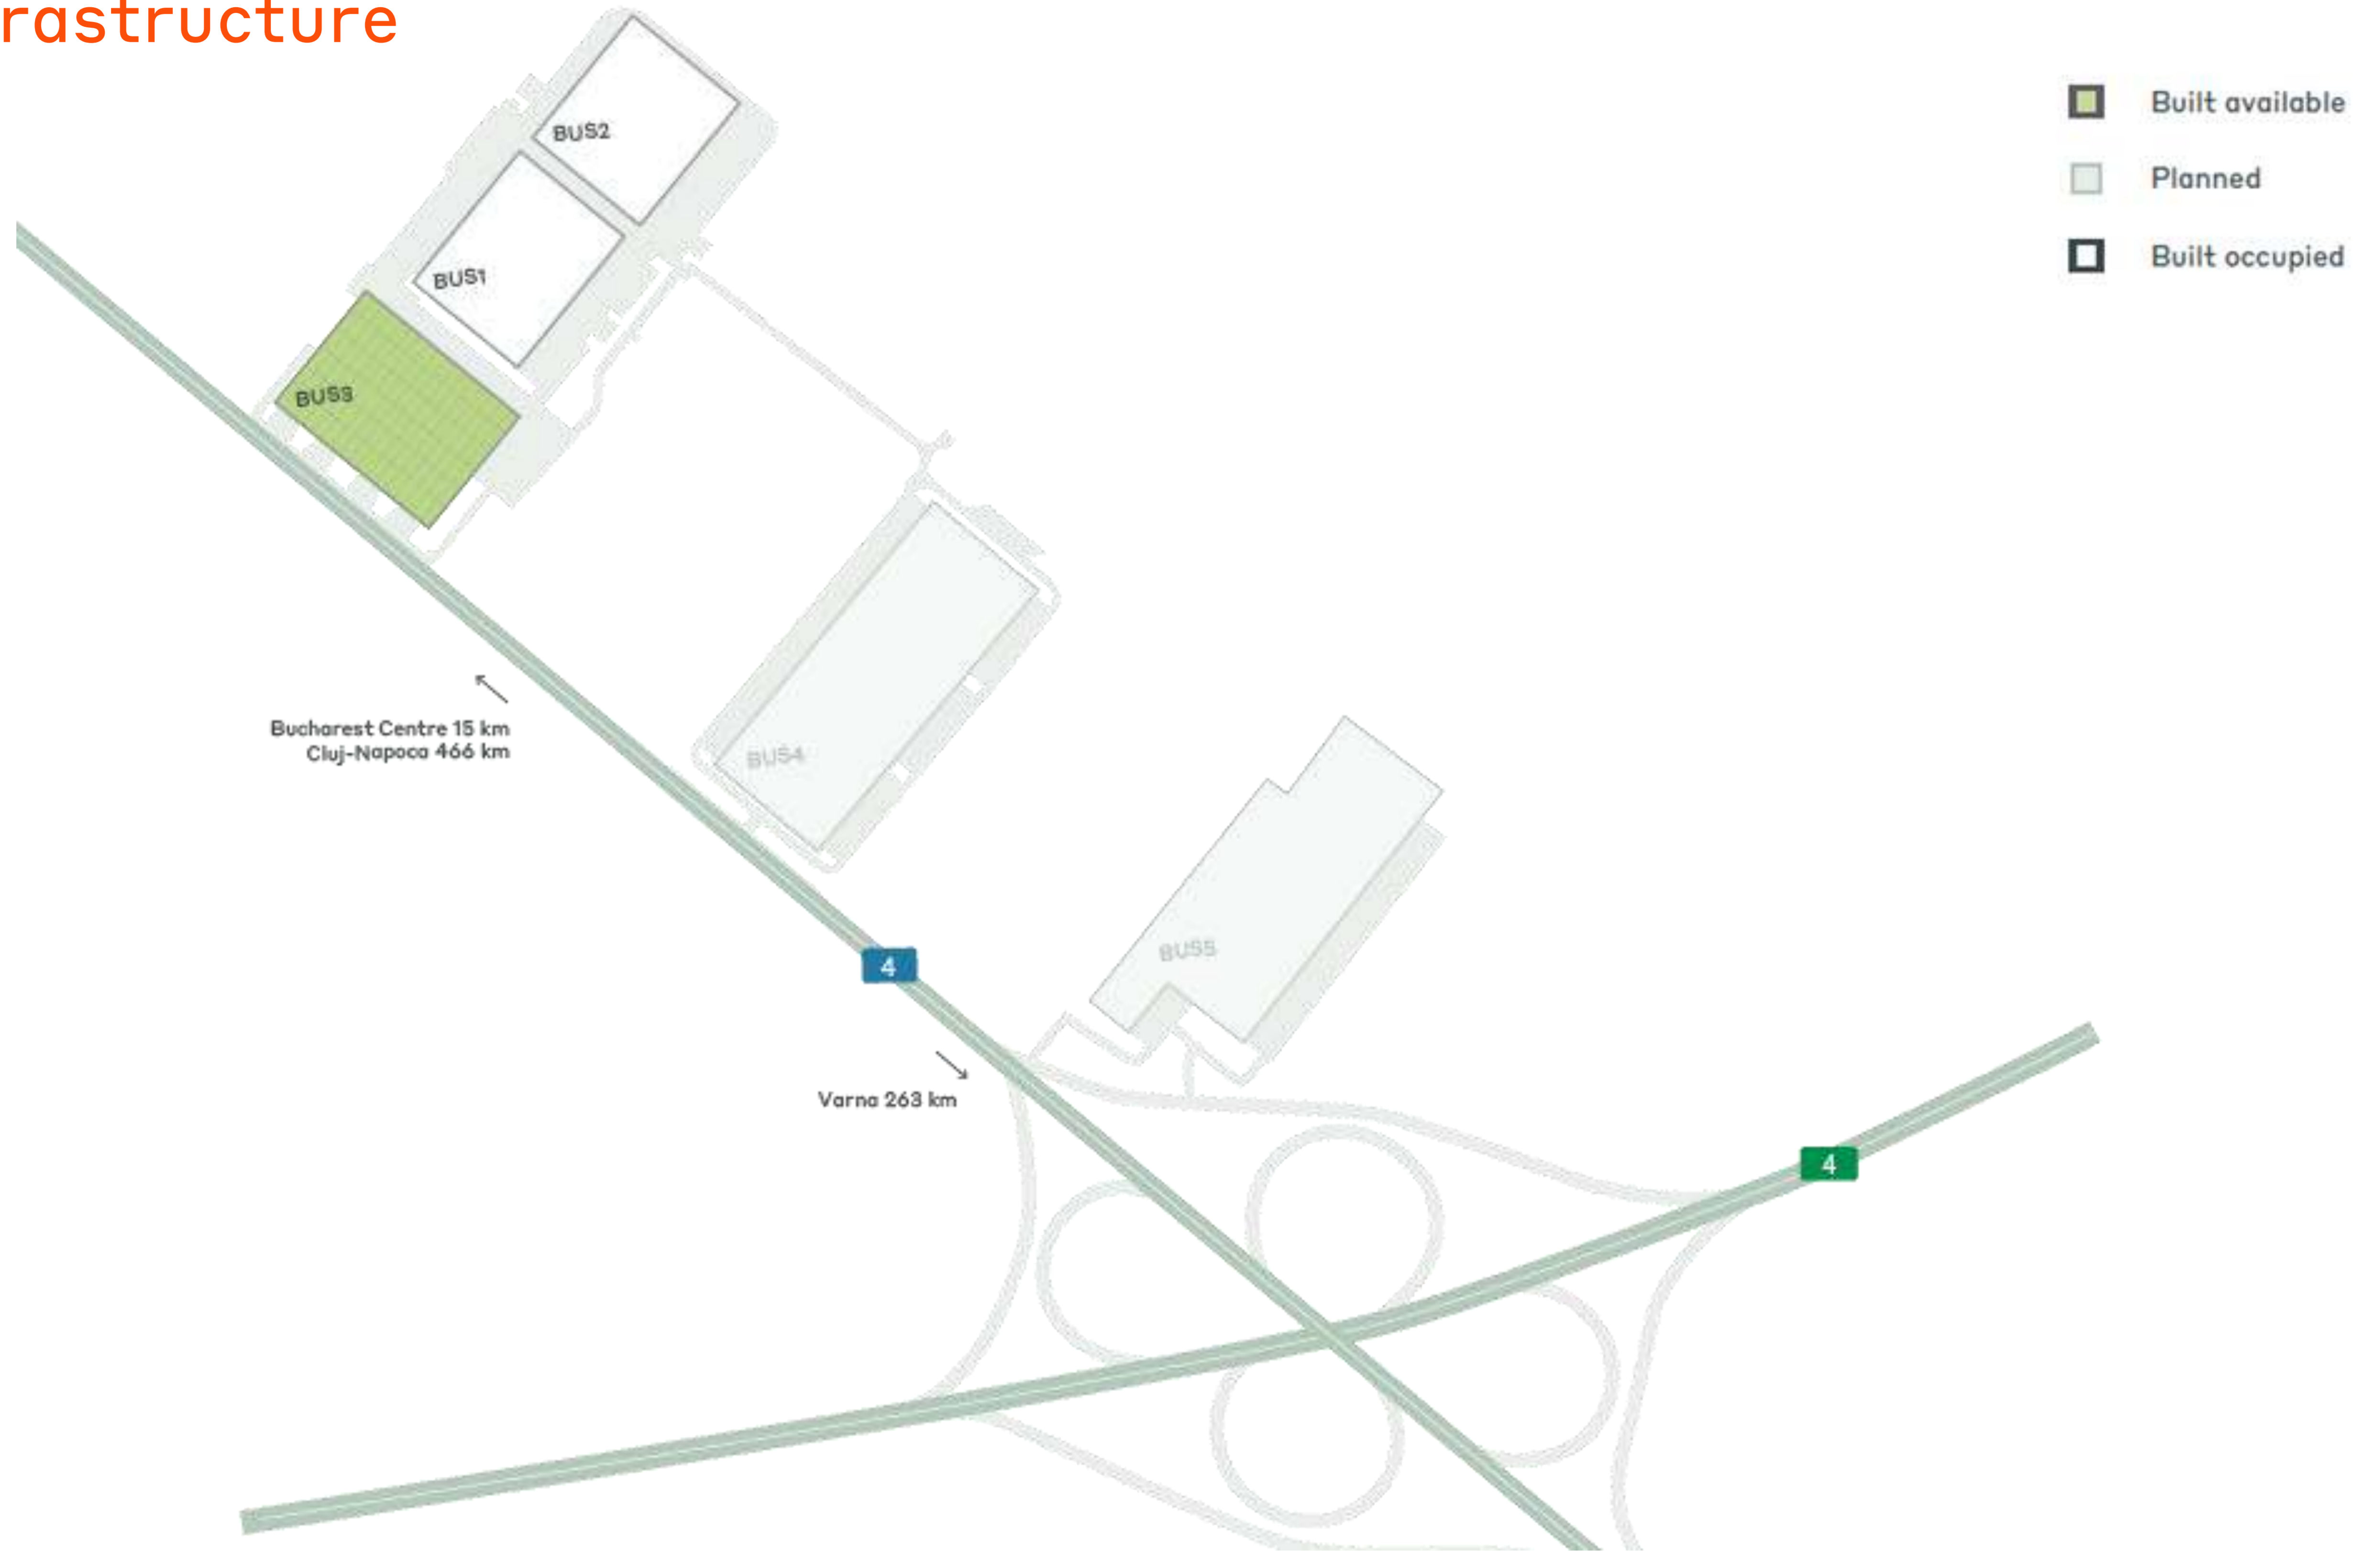 rastructure
Built available
Planned
Built occupied
BUS2
BUS1
BUS3
Bucharest Centre 15 km
Cluj-Napoca 466 km
BUS4
BUS5
4
Varna 263 km
4